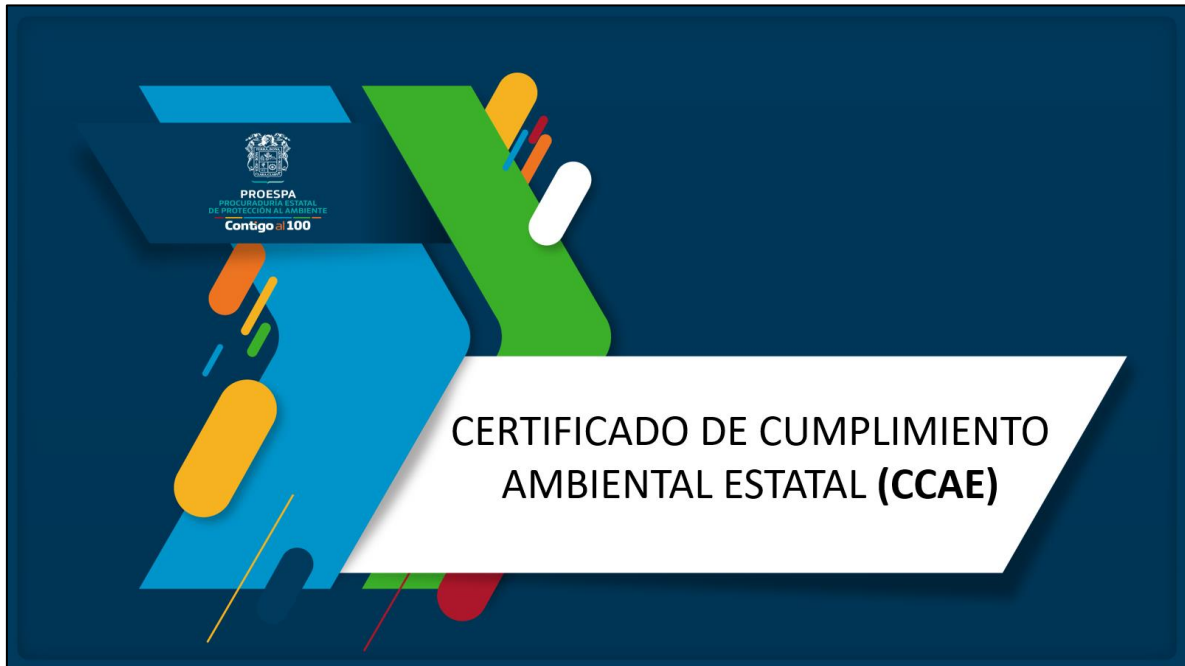 PROESPA
PROCURADURÍA ESTATAL
DE PROTECCIÓN AL AMBIENTE
Contigo al 100
CERTIFICADO DE CUMPLIMIENTO
AMBIENTAL ESTATAL (CCAE)